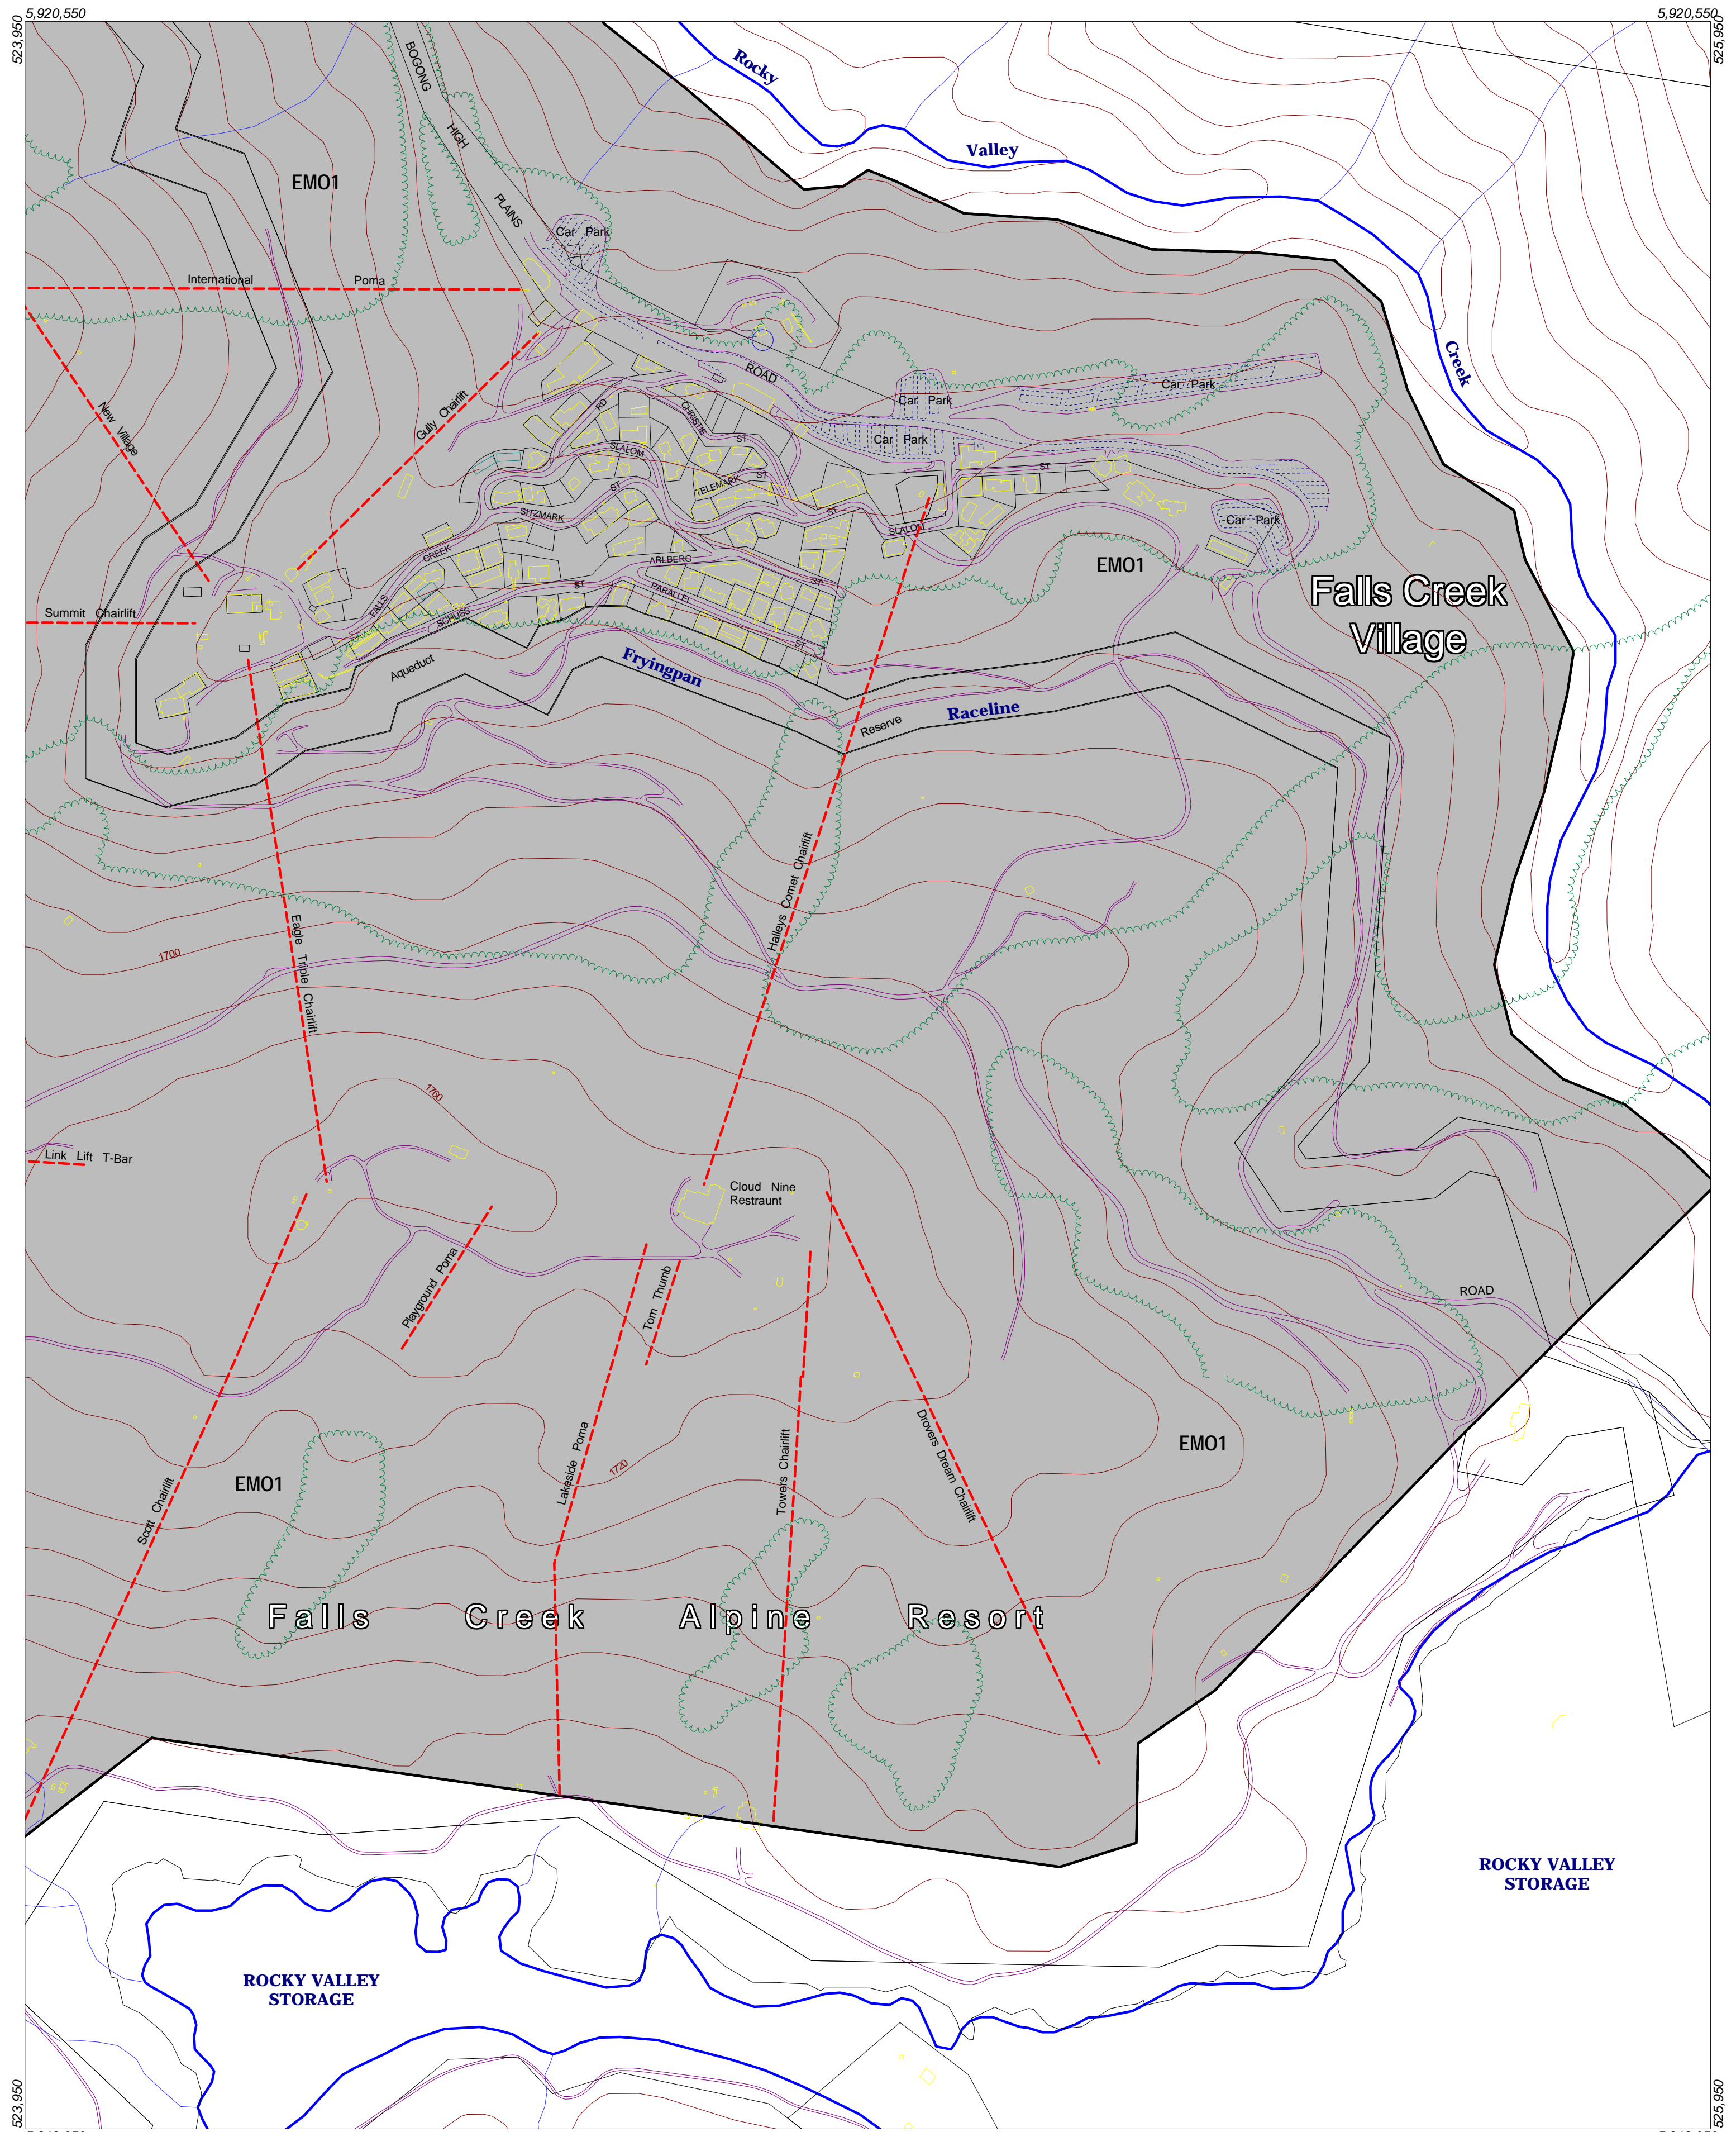 5,920,550
5,920,550
523,950
525,950
Rocky
Valley
Creek
BOGONG
HIGH
PLAINS
EMO1
Car Park
International Poma
ROAD
Car Park
Car Park
Car Park
New Village
Gully Chairlift
RD
CHRISTIE
ST
SLALOM
ST
TELEMARK
ST
ST
SITZMARK
ST
SLALOM
Car Park
CREEK
ARLBERG
ST
EMO1
Falls Creek
Village
ST
PARALLEL
ST
FALLS
SCHUSS
Summit Chairlift
Aqueduct
Fryingpan
Raceline
Reserve
Halleys Comet Chairlift
Eagle Triple Chairlift
1700
1760
Link Lift T-Bar
Cloud Nine
Restraunt
Playground Poma
Tom Thumb
ROAD
Lakeside Poma
Towers Chairlift
Drovers Dream Chairlift
EMO1
1720
EMO1
Scott Chairlift
Falls Creek Alpine Resort
ROCKY VALLEY
STORAGE
ROCKY VALLEY
STORAGE
523,950
525,950